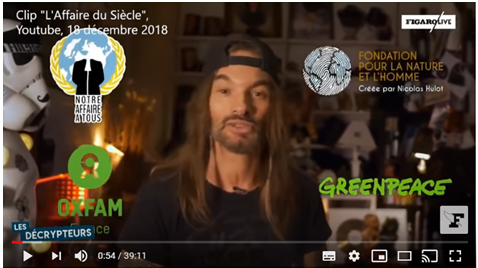 Clip "L'Affaire du Siècle",
Youtube, 18 décembre 2018
FIGARO LIVE
NOTRE
AFFAIRE
À TOUS
FONDATION
POUR LA NATURE
ET L'HOMME
Créée par Nicolas Hulot
OXFAM
France
GREENPEACE
LES
DÉCRYPTEURS
F
0:54 / 39:11